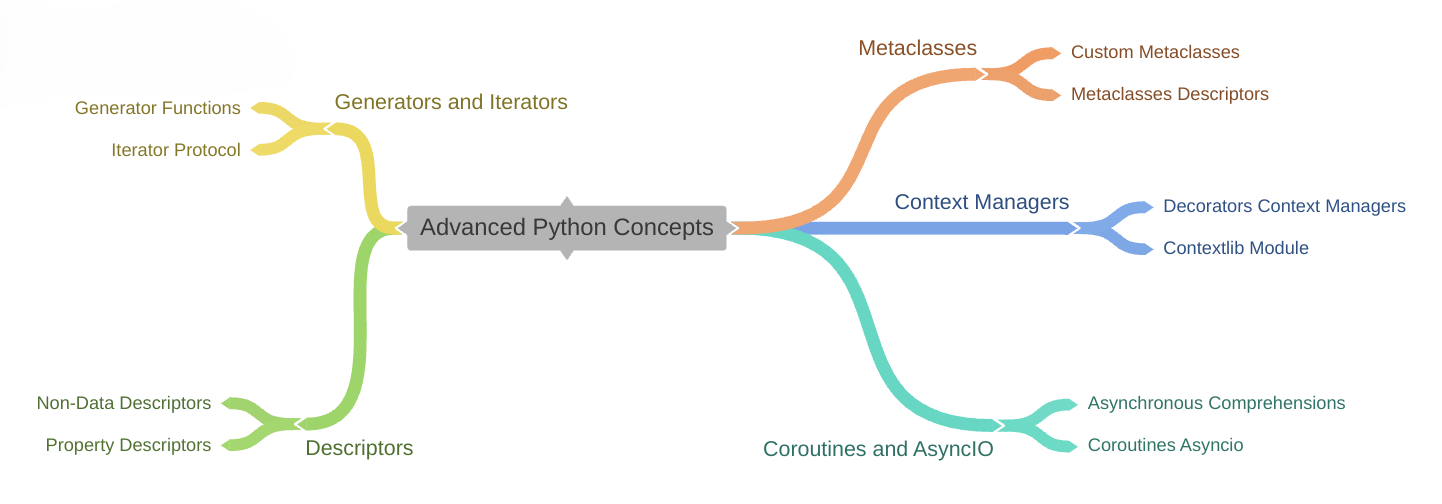 Advanced Python Concepts
Generators and Iterators
Generator Functions
Iterator Protocol
Descriptors
Non-Data Descriptors
Property Descriptors
Metaclasses
Custom Metaclasses
Metaclasses Descriptors
Context Managers
Decorators Context Managers
Contextlib Module
Coroutines and AsyncIO
Asynchronous Comprehensions
Coroutines Asyncio